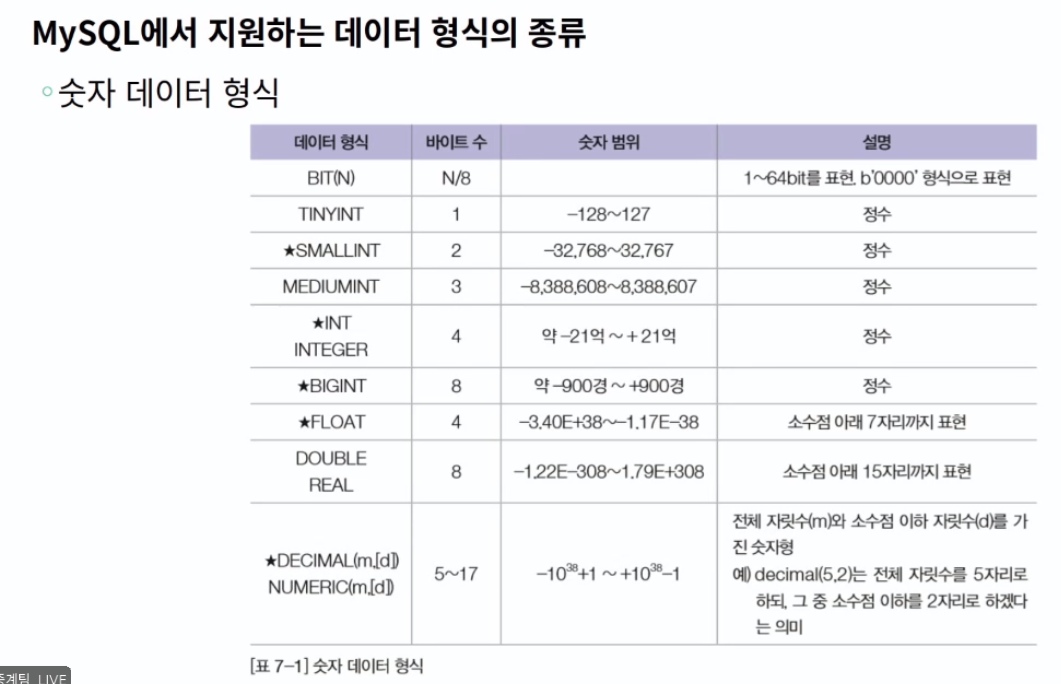 MySQL에서 지원하는 데이터 형식의 종류
숫자 데이터 형식
데이터 형식 바이트 수 숫자 범위 설명
BIT(N) N/8 1~64bit를 표현. b'0000' 형식으로 표현
TINYINT 1 –128~127 정수
★SMALLINT 2 –32,768~32,767 정수
MEDIUMINT 3 –8,388,608~8,388,607 정수
★INT
INTEGER 4 약 –21억 ~ +21억 정수
★BIGINT 8 약 –900경 ~ +900경 정수
★FLOAT 4 –3.40E+38~–1.17E–38 소수점 아래 7자리까지 표현
DOUBLE
REAL 8 –1.22E–308~1.79E+308 소수점 아래 15자리까지 표현
★DECIMAL(m,[d])
NUMERIC(m,[d]) 5~17 –10³⁸+1 ~ +10³⁸–1 전체 자릿수(m)와 소수점 이하 자릿수(d)를 가
진 숫자형
예) decimal(5,2)는 전체 자릿수를 5자리로
하되, 그 중 소수점 이하를 2자리로 하겠다
는 의미
[표 7–1] 숫자 데이터 형식
LIVE